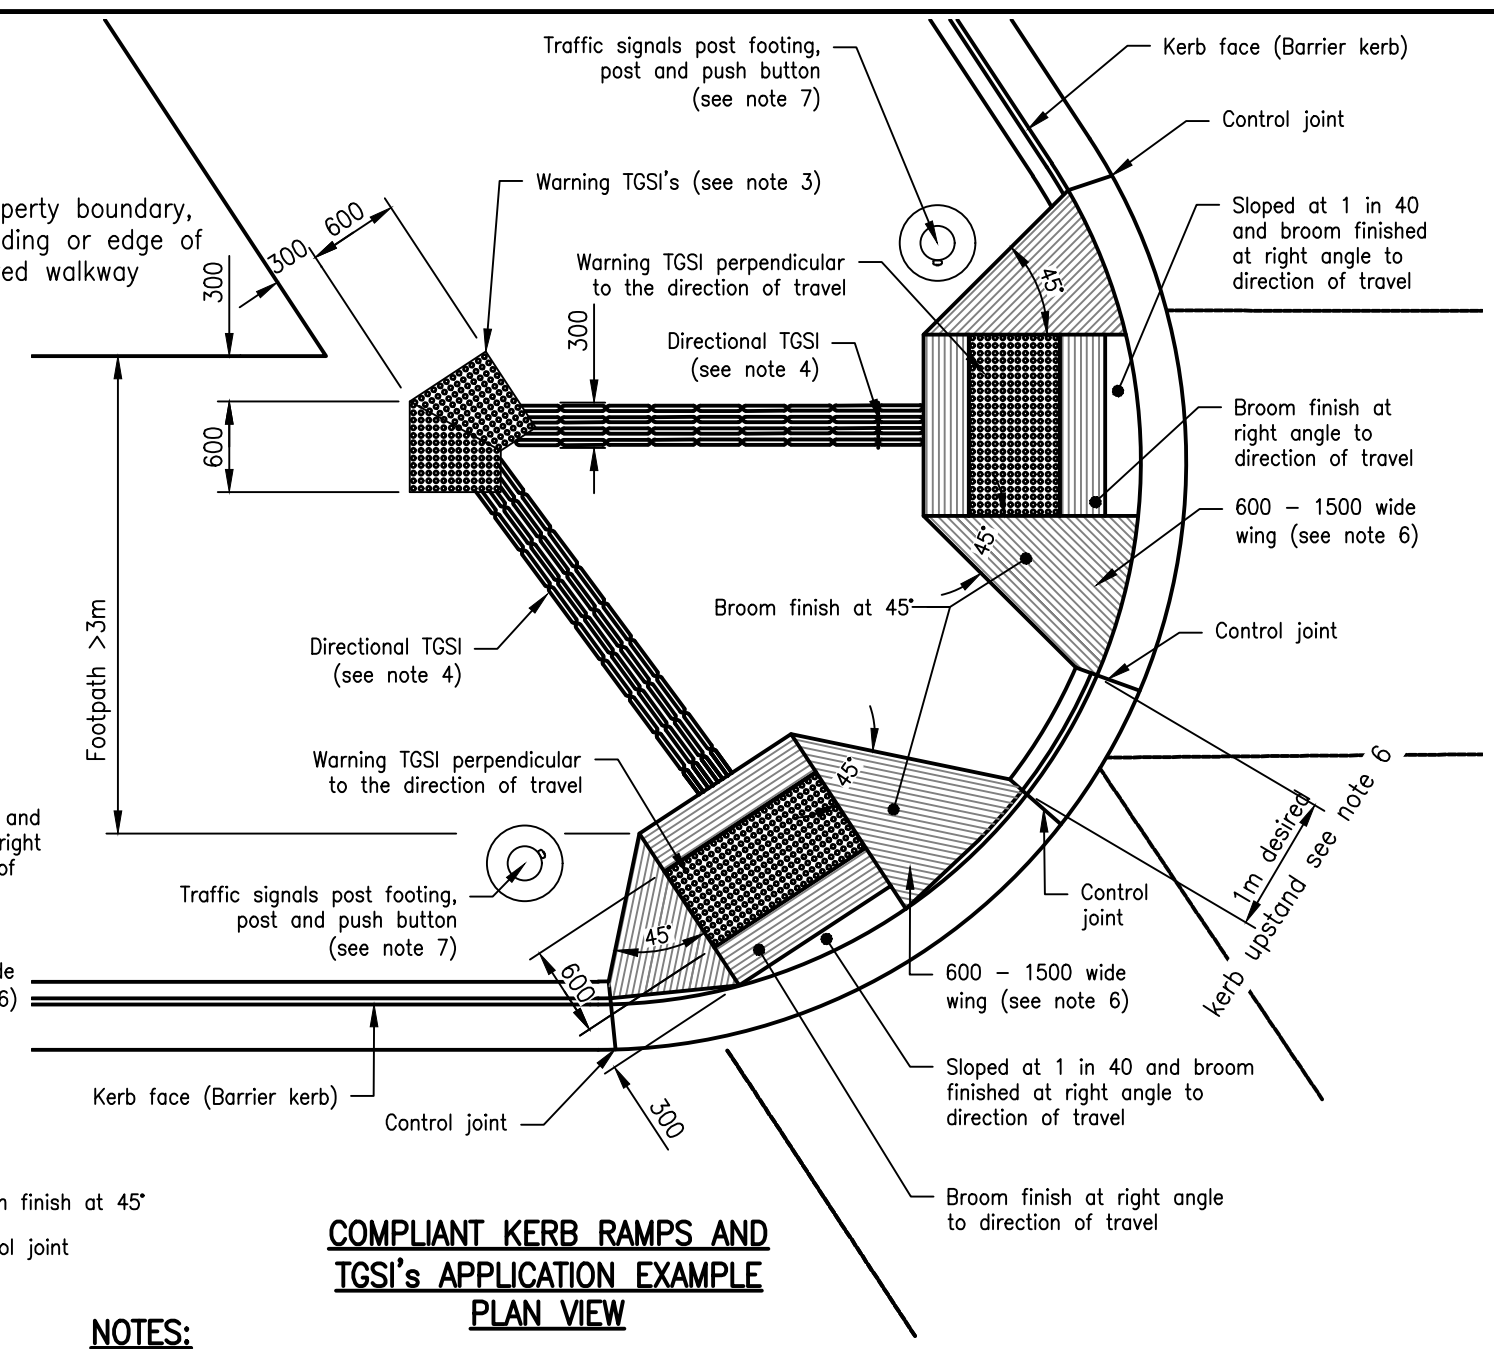 Traffic signals post footing,
post and push button
(see note 7)
Kerb face (Barrier kerb)
Control joint
Warning TGSI's (see note 3)
Sloped at 1 in 40
and broom finished
at right angle to
direction of travel
perty boundary,
ding or edge of
ed walkway
600
300
300
Warning TGSI perpendicular
to the direction of travel
45°
300
Directional TGSI
(see note 4)
Broom finish at
right angle to
direction of travel
600
600 - 1500 wide
wing (see note 6)
45°
Broom finish at 45°
Control joint
Directional TGSI
(see note 4)
Footpath >3m
Warning TGSI perpendicular
to the direction of travel
45°
1m desired
kerb upstand see note 6
and
right
of
Traffic signals post footing,
post and push button
(see note 7)
Control
joint
45°
600
de
6)
600 - 1500 wide
wing (see note 6)
Kerb face (Barrier kerb)
Control joint
300
Sloped at 1 in 40 and broom
finished at right angle to
direction of travel
Broom finish at right angle
to direction of travel
finish at 45°
ol joint
COMPLIANT KERB RAMPS AND
TGSI's APPLICATION EXAMPLE
PLAN VIEW
NOTES: